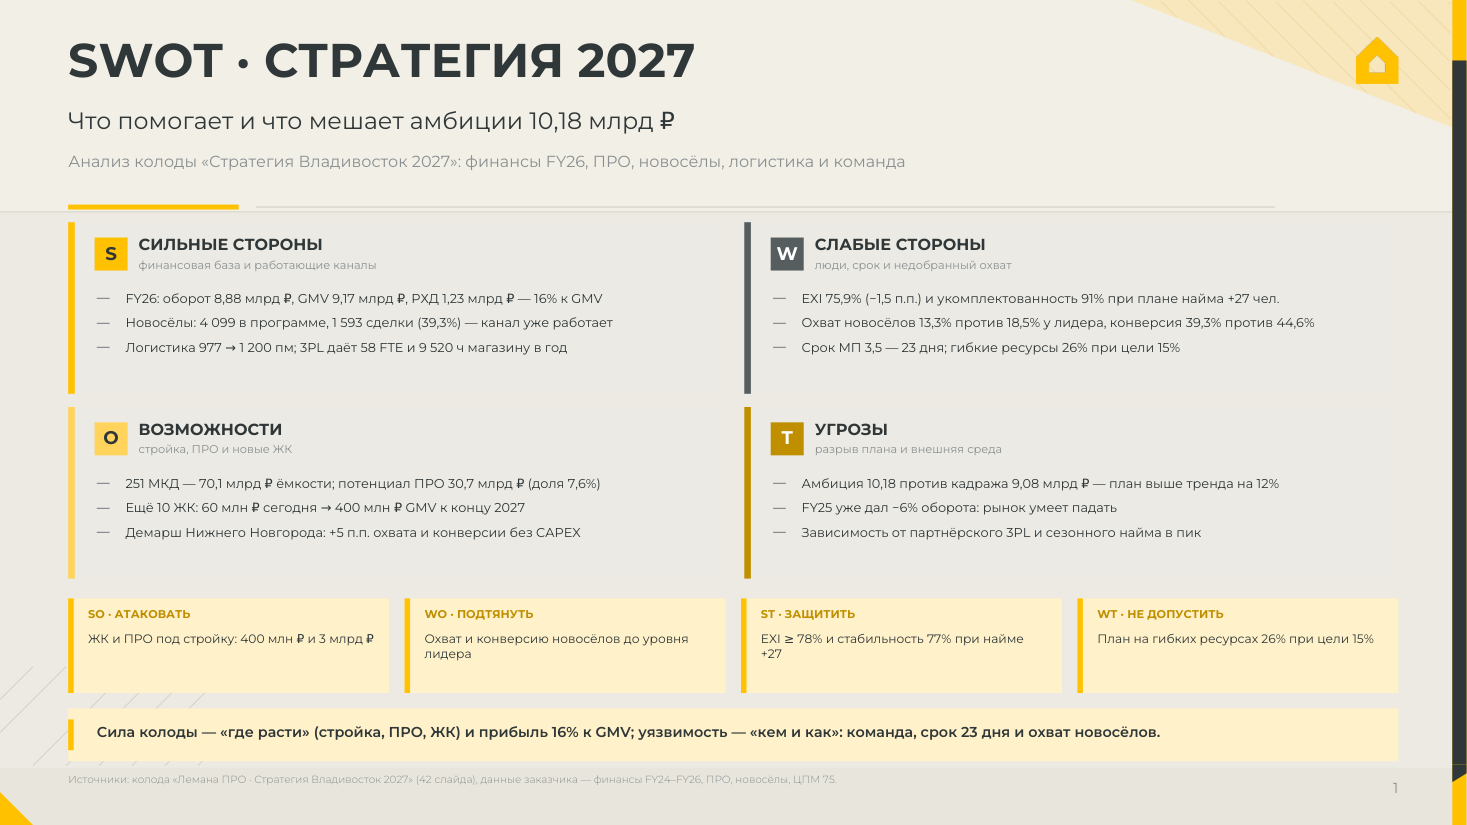 SWOT · СТРАТЕГИЯ 2027
Что помогает и что мешает амбиции 10,18 млрд ₽
Анализ колоды «Стратегия Владивосток 2027»: финансы FY26, ПРО, новосёлы, логистика и команда
S
СИЛЬНЫЕ СТОРОНЫ
финансовая база и работающие каналы
— FY26: оборот 8,88 млрд ₽, GMV 9,17 млрд ₽, РХД 1,23 млрд ₽ — 16% к GMV
— Новосёлы: 4 099 в программе, 1 593 сделки (39,3%) — канал уже работает
— Логистика 977 → 1 200 пм; 3PL даёт 58 FTE и 9 520 ч магазину в год
W
СЛАБЫЕ СТОРОНЫ
люди, срок и недобранный охват
— EXI 75,9% (−1,5 п.п.) и укомплектованность 91% при плане найма +27 чел.
— Охват новосёлов 13,3% против 18,5% у лидера, конверсия 39,3% против 44,6%
— Срок МП 3,5 — 23 дня; гибкие ресурсы 26% при цели 15%
O
ВОЗМОЖНОСТИ
стройка, ПРО и новые ЖК
— 251 МКД — 70,1 млрд ₽ ёмкости; потенциал ПРО 30,7 млрд ₽ (доля 7,6%)
— Ещё 10 ЖК: 60 млн ₽ сегодня → 400 млн ₽ GMV к концу 2027
— Демарш Нижнего Новгорода: +5 п.п. охвата и конверсии без CAPEX
T
УГРОЗЫ
разрыв плана и внешняя среда
— Амбиция 10,18 против кадража 9,08 млрд ₽ — план выше тренда на 12%
— FY25 уже дал −6% оборота: рынок умеет падать
— Зависимость от партнёрского 3PL и сезонного найма в пик
SO · АТАКОВАТЬ
ЖК и ПРО под стройку: 400 млн ₽ и 3 млрд ₽
WO · ПОДТЯНУТЬ
Охват и конверсию новосёлов до уровня
лидера
ST · ЗАЩИТИТЬ
EXI ≥ 78% и стабильность 77% при найме
+27
WT · НЕ ДОПУСТИТЬ
План на гибких ресурсах 26% при цели 15%
Сила колоды — «где расти» (стройка, ПРО, ЖК) и прибыль 16% к GMV; уязвимость — «кем и как»: команда, срок 23 дня и охват новосёлов.
Источники: колода «Лемана ПРО · Стратегия Владивосток 2027» (42 слайда), данные заказчика — финансы FY24–FY26, ПРО, новосёлы, ЦПМ 75.
1